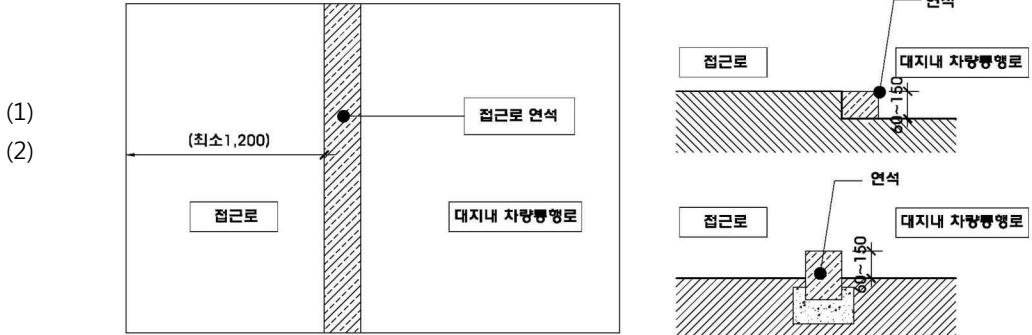 (1)
(2)
(최소1,200)
접근로 연석
접근로
대지내 차량통행로
연석
접근로
대지내 차량통행로
60~150
연석
접근로
대지내 차량통행로
60~150